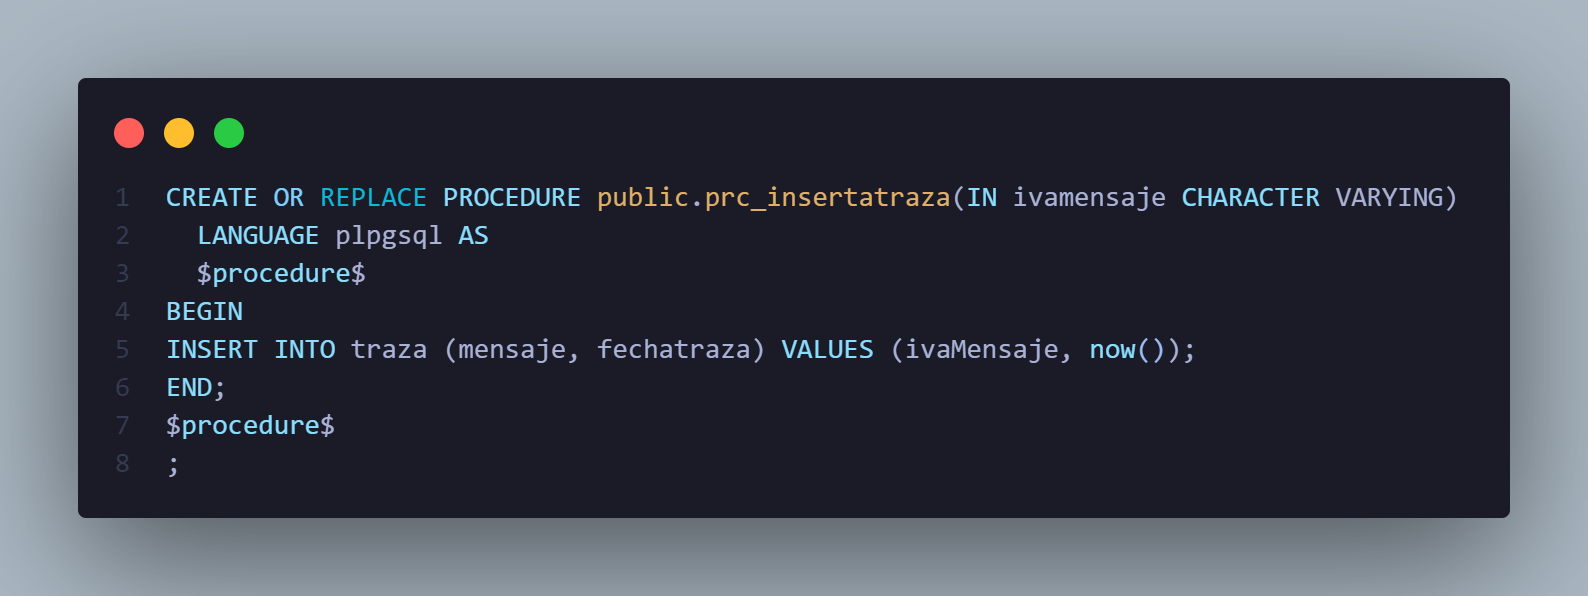 1 CREATE OR REPLACE PROCEDURE public.prc_insertatraza(IN ivamensaje CHARACTER VARYING)
2 LANGUAGE plpgsql AS
3 $procedure$
4 BEGIN
5 INSERT INTO traza (mensaje, fechatraza) VALUES (ivaMensaje, now());
6 END;
7 $procedure$
8 ;